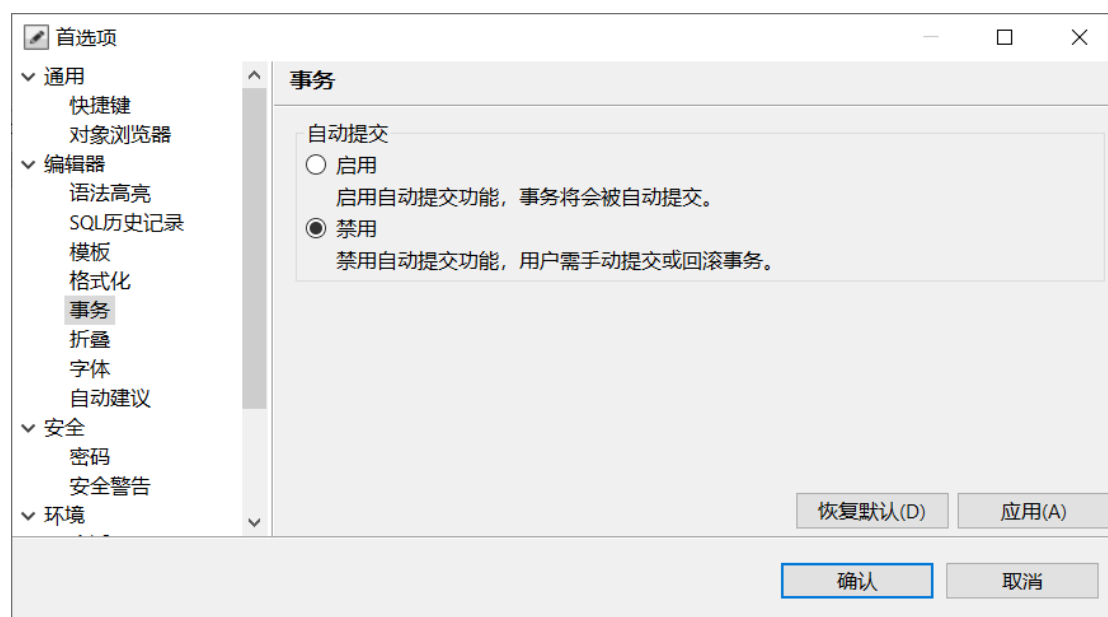 首选项
通用
快捷键
对象浏览器
编辑器
语法高亮
SQL历史记录
模板
格式化
事务
折叠
字体
自动建议
安全
密码
安全警告
环境
事务
自动提交
启用
启用自动提交功能，事务将会被自动提交。
禁用
禁用自动提交功能，用户需手动提交或回滚事务。
恢复默认(D)
应用(A)
确认
取消